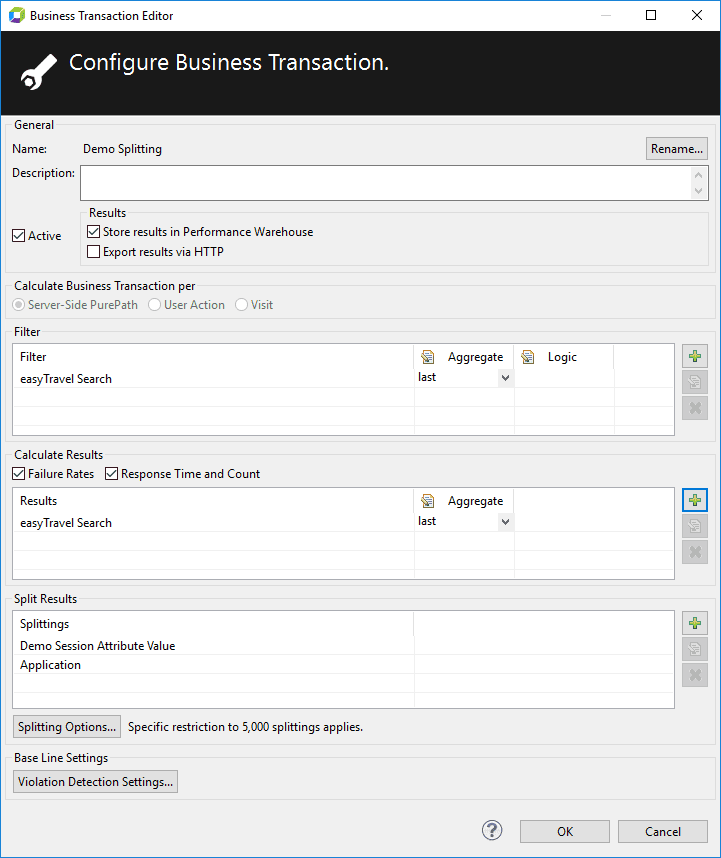 Business Transaction Editor
Configure Business Transaction.
General
Name: Demo Splitting Rename...
Description:
Results
Active
Store results in Performance Warehouse
Export results via HTTP
Calculate Business Transaction per
Server-Side PurePath User Action Visit
Filter
Filter Aggregate Logic
easyTravel Search last
Calculate Results
Failure Rates Response Time and Count
Results Aggregate
easyTravel Search last
Split Results
Splittings
Demo Session Attribute Value
Application
Splitting Options... Specific restriction to 5,000 splittings applies.
Base Line Settings
Violation Detection Settings...
? OK Cancel